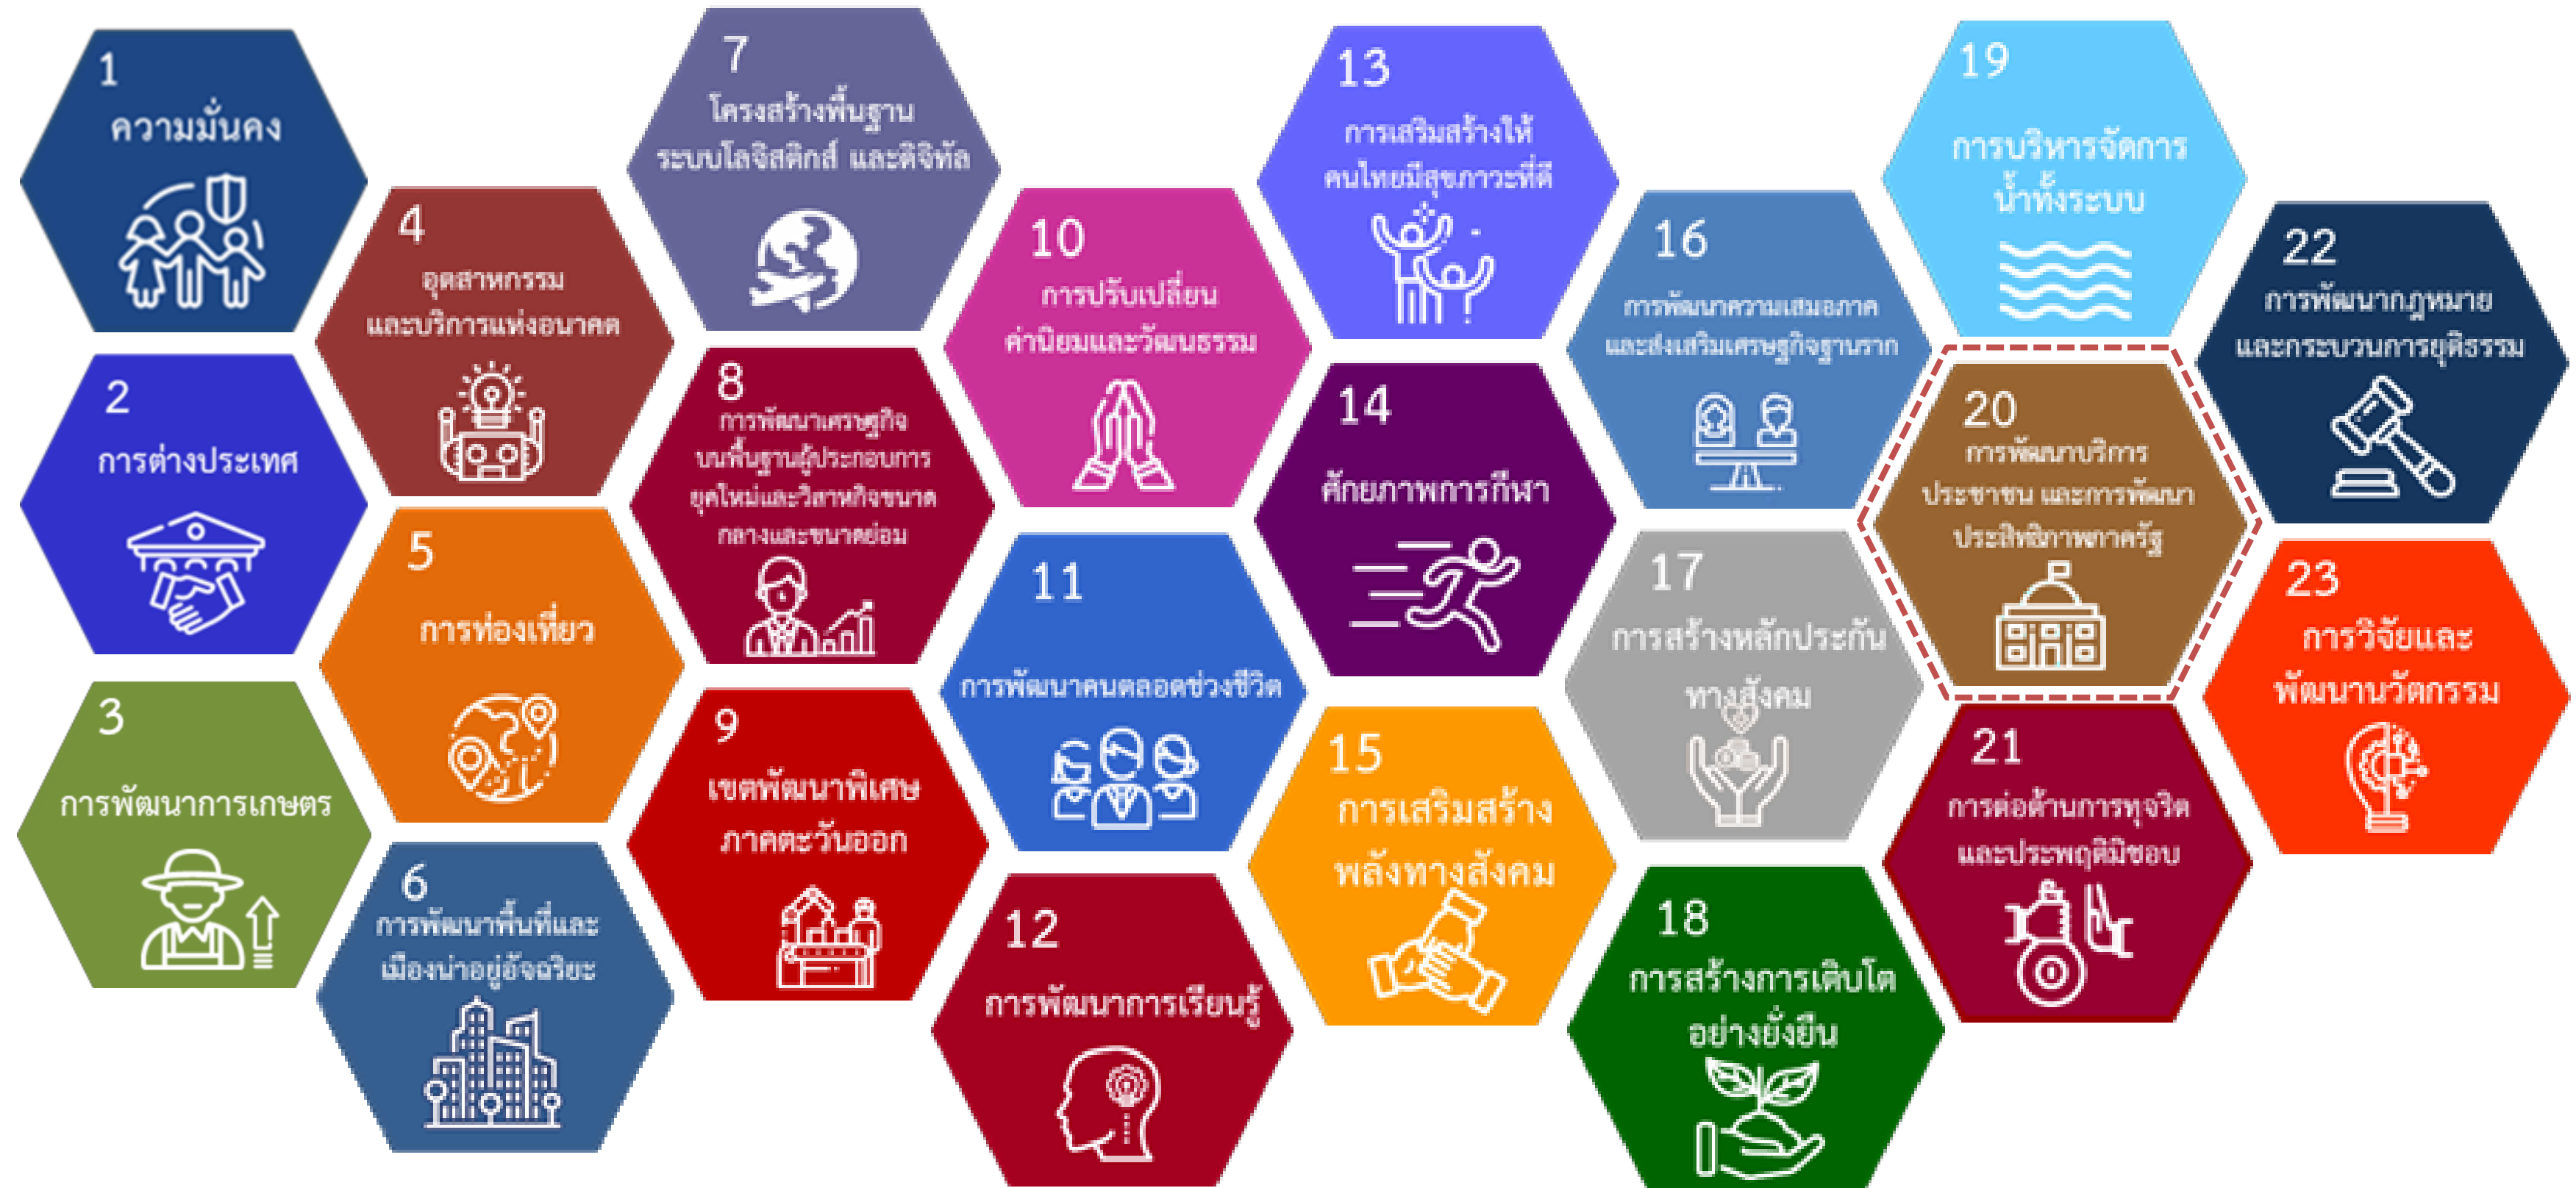 1
ความมั่นคง
2
การต่างประเทศ
3
การพัฒนาการเกษตร
4
อุตสาหกรรม
และบริการแห่งอนาคต
5
การท่องเที่ยว
6
การพัฒนาพื้นที่และ
เมืองน่าอยู่อัจฉริยะ
7
โครงสร้างพื้นฐาน
ระบบโลจิสติกส์ และดิจิทัล
8
การพัฒนาเศรษฐกิจ
บนพื้นฐานผู้ประกอบการ
ยุคใหม่และวิสาหกิจขนาด
กลางและขนาดย่อม
9
เขตพัฒนาพิเศษ
ภาคตะวันออก
10
การปรับเปลี่ยน
ค่านิยมและวัฒนธรรม
11
การพัฒนาคนตลอดช่วงชีวิต
12
การพัฒนาการเรียนรู้
13
การเสริมสร้างให้
คนไทยมีสุขภาวะที่ดี
14
ศักยภาพการกีฬา
15
การเสริมสร้าง
พลังทางสังคม
16
การพัฒนาความเสมอภาค
และส่งเสริมเศรษฐกิจฐานราก
17
การสร้างหลักประกัน
ทางสังคม
18
การสร้างการเติบโต
อย่างยั่งยืน
19
การบริหารจัดการ
น้ำทั้งระบบ
20
การพัฒนาบริการ
ประชาชน และการพัฒนา
ประสิทธิภาพภาครัฐ
21
การต่อต้านการทุจริต
และประพฤติมิชอบ
22
การพัฒนากฎหมาย
และกระบวนการยุติธรรม
23
การวิจัยและ
พัฒนานวัตกรรม